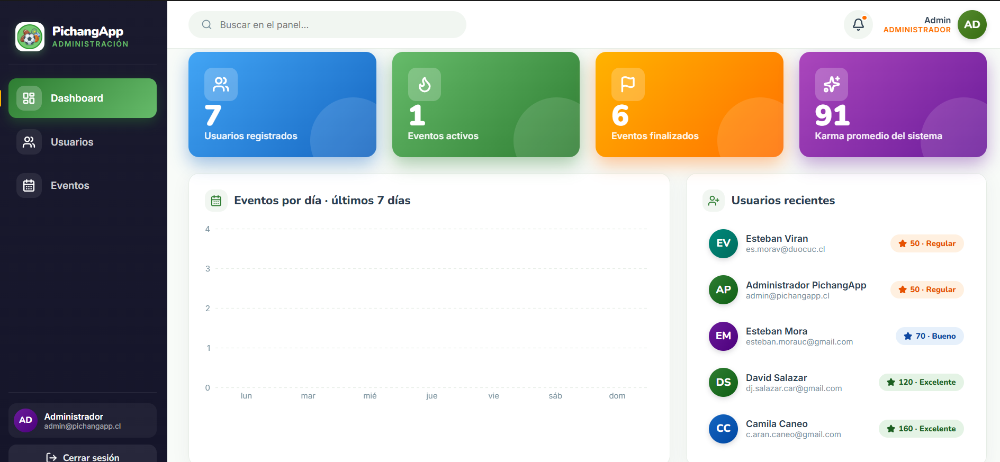 PichangApp
ADMINISTRACIÓN
Dashboard
Usuarios
Eventos
AD
Administrador
admin@pichangapp.cl
Cerrar sesión
Buscar en el panel...
Admin
ADMINISTRADOR
AD
7
Usuarios registrados
1
Eventos activos
6
Eventos finalizados
91
Karma promedio del sistema
Eventos por día · últimos 7 días
4
3
2
1
0
lun mar mié jue vie sáb dom
Usuarios recientes
EV
Esteban Viran
es.morav@duocuc.cl
50 · Regular
AP
Administrador PichangApp
admin@pichangapp.cl
50 · Regular
EM
Esteban Mora
esteban.morauc@gmail.com
70 · Bueno
DS
David Salazar
dj.salazar.car@gmail.com
120 · Excelente
CC
Camila Caneo
c.aran.caneo@gmail.com
160 · Excelente